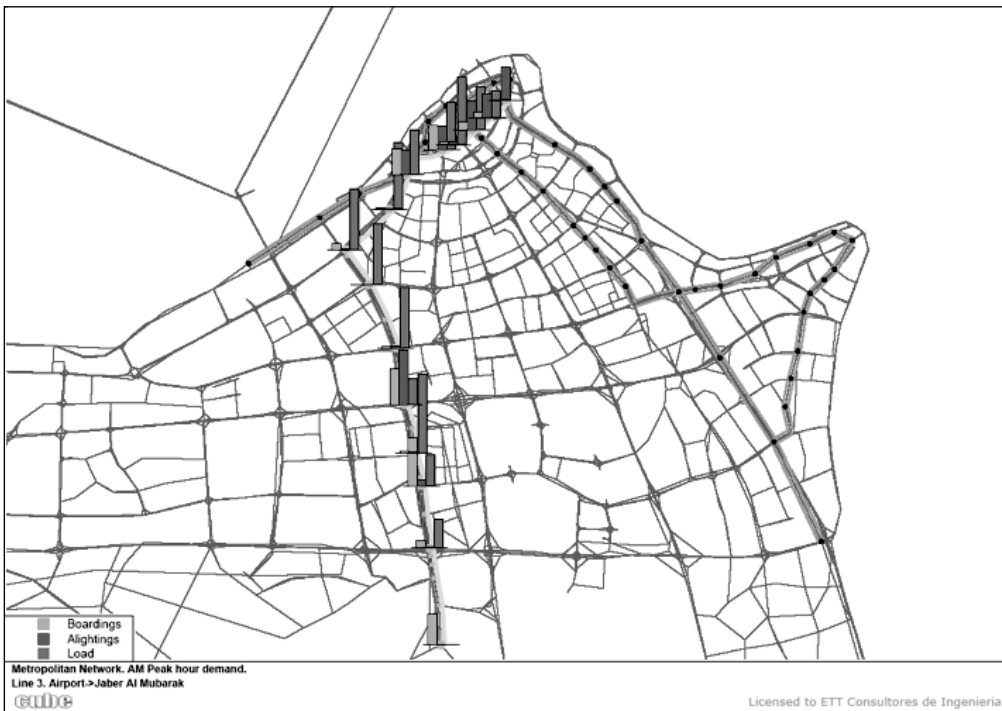 Boardings
Alightings
Load
Metropolitan Network. AM Peak hour demand.
Line 3. Airport->Jaber Al Mubarak
cube
Licensed to ETT Consultores de Ingenieria